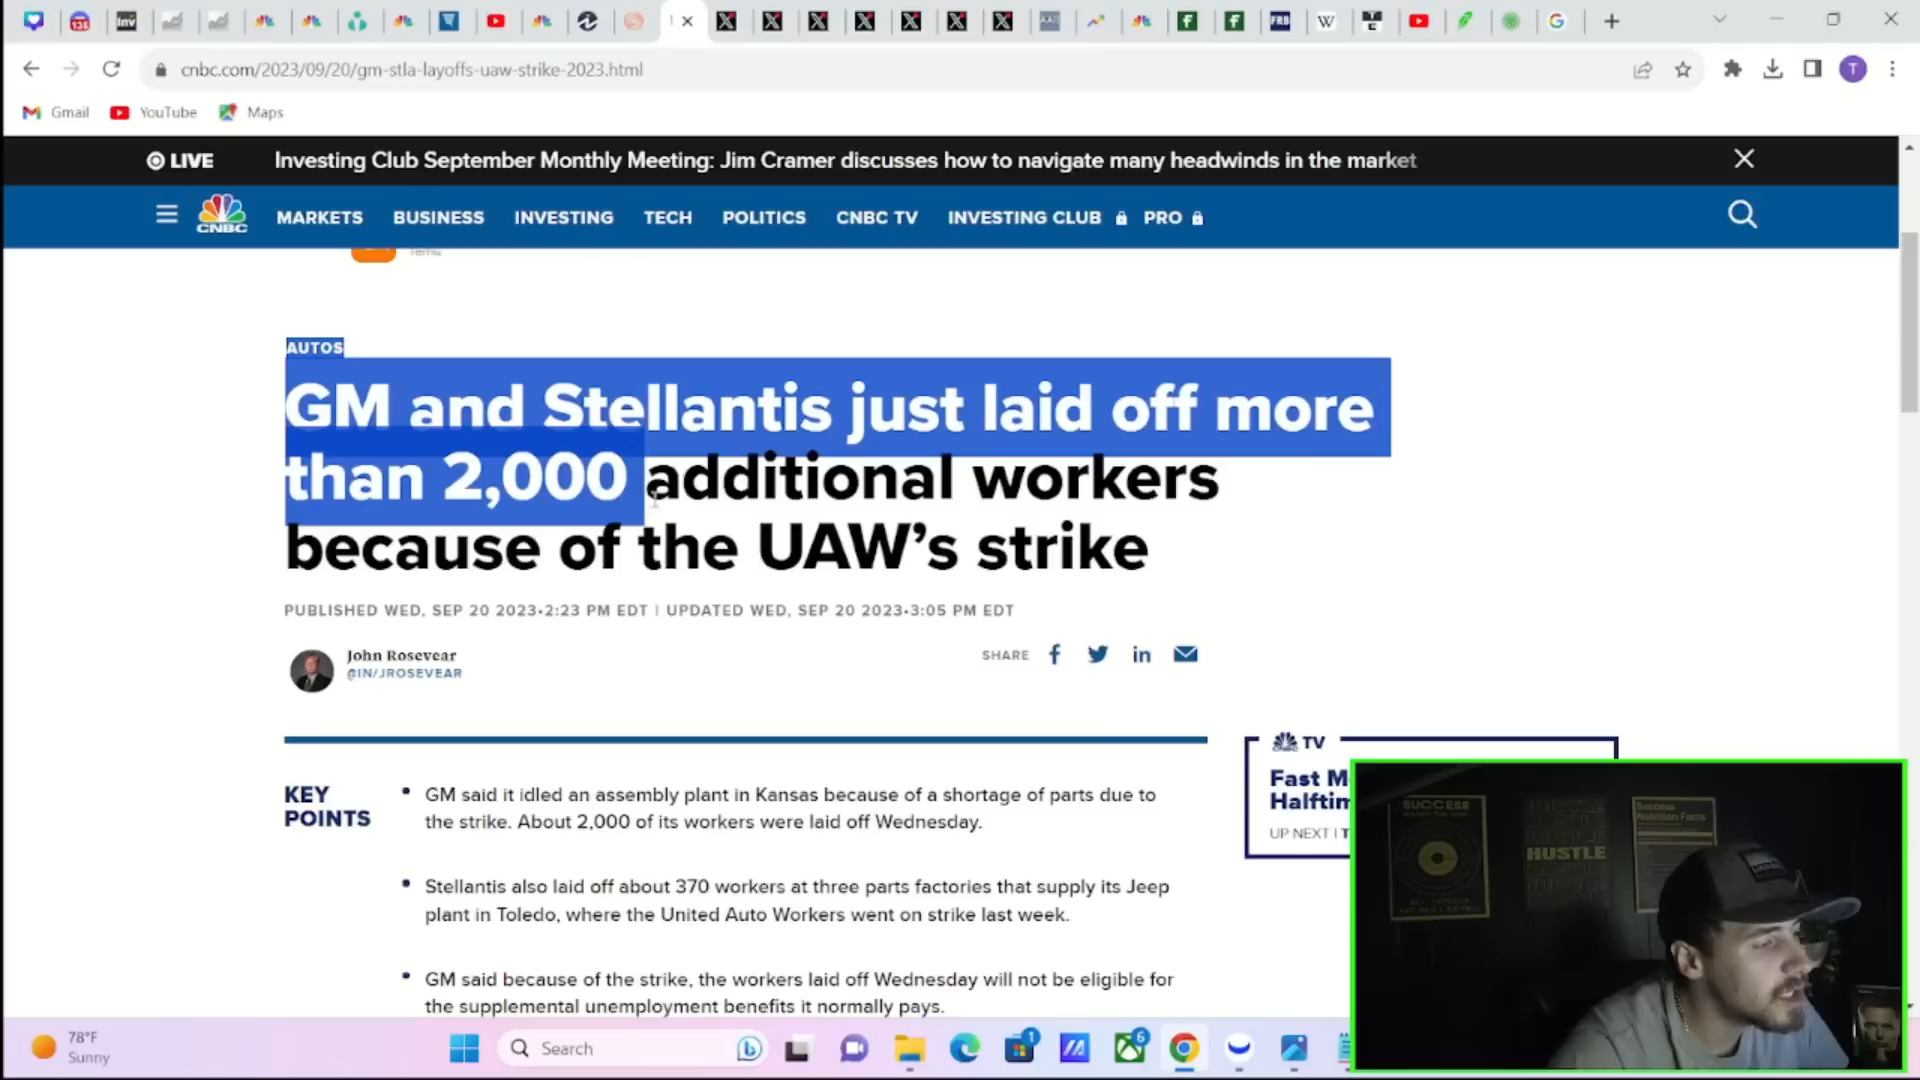 cnbc.com/2023/09/20/gm-stla-layoffs-uaw-strike-2023.html
T
Gmail
YouTube
Maps
LIVE
Investing Club September Monthly Meeting: Jim Cramer discusses how to navigate many headwinds in the market
CNBC
MARKETS BUSINESS INVESTING TECH POLITICS CNBC TV INVESTING CLUB PRO
AUTOS
GM and Stellantis just laid off more
than 2,000 additional workers
because of the UAW’s strike
PUBLISHED WED, SEP 20 2023•2:23 PM EDT | UPDATED WED, SEP 20 2023•3:05 PM EDT
John Rosevear
@IN/JROSEVEAR
SHARE
KEY
POINTS
GM said it idled an assembly plant in Kansas because of a shortage of parts due to
the strike. About 2,000 of its workers were laid off Wednesday.
Stellantis also laid off about 370 workers at three parts factories that supply its Jeep
plant in Toledo, where the United Auto Workers went on strike last week.
GM said because of the strike, the workers laid off Wednesday will not be eligible for
the supplemental unemployment benefits it normally pays.
TV
Fast M
Halftim
UP NEXT | T
SUCCESS
HUSTLE
Success
Nutrition Facts
78°F
Sunny
Search
1
6